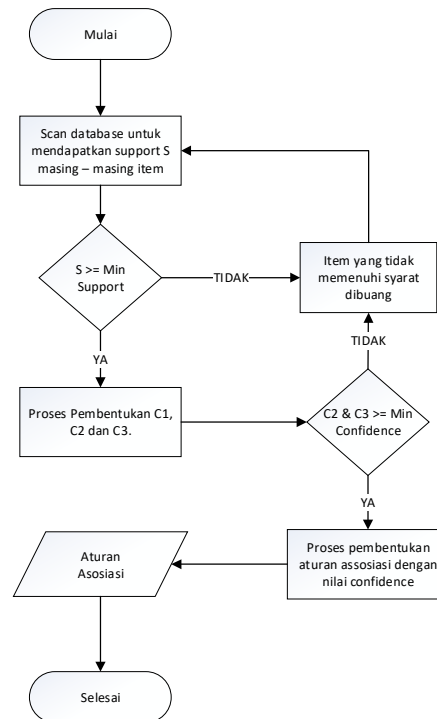 Mulai
Scan database untuk
mendapatkan support S
masing – masing item
S >= Min
Support
TIDAK
Item yang tidak
memenuhi syarat
dibuang
TIDAK
YA
Proses Pembentukan C1,
C2 dan C3.
C2 & C3 >= Min
Confidence
YA
Proses pembentukan
aturan assosiasi dengan
nilai confidence
Aturan
Asosiasi
Selesai